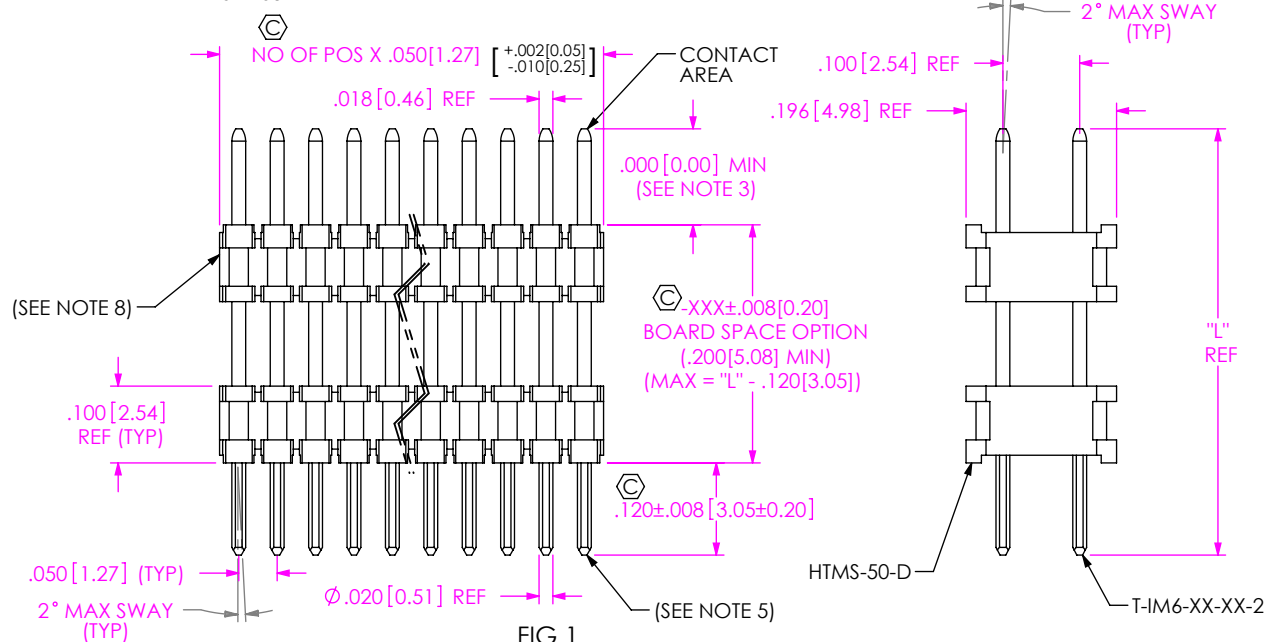 C
NO OF POS X .050[1.27] [ +.002[0.05]
-.010[0.25] ]
CONTACT
AREA
.018[0.46] REF
.000[0.00] MIN
(SEE NOTE 3)
(SEE NOTE 8)
C -XXX±.008[0.20]
BOARD SPACE OPTION
(.200[5.08] MIN)
(MAX = "L" - .120[3.05])
.100[2.54]
REF (TYP)
C
.120±.008[3.05±0.20]
.050[1.27] (TYP)
2° MAX SWAY
(TYP)
Ø.020[0.51] REF
(SEE NOTE 5)
FIG 1
2° MAX SWAY
(TYP)
.100[2.54] REF
.196[4.98] REF
"L"
REF
HTMS-50-D
T-IM6-XX-XX-2